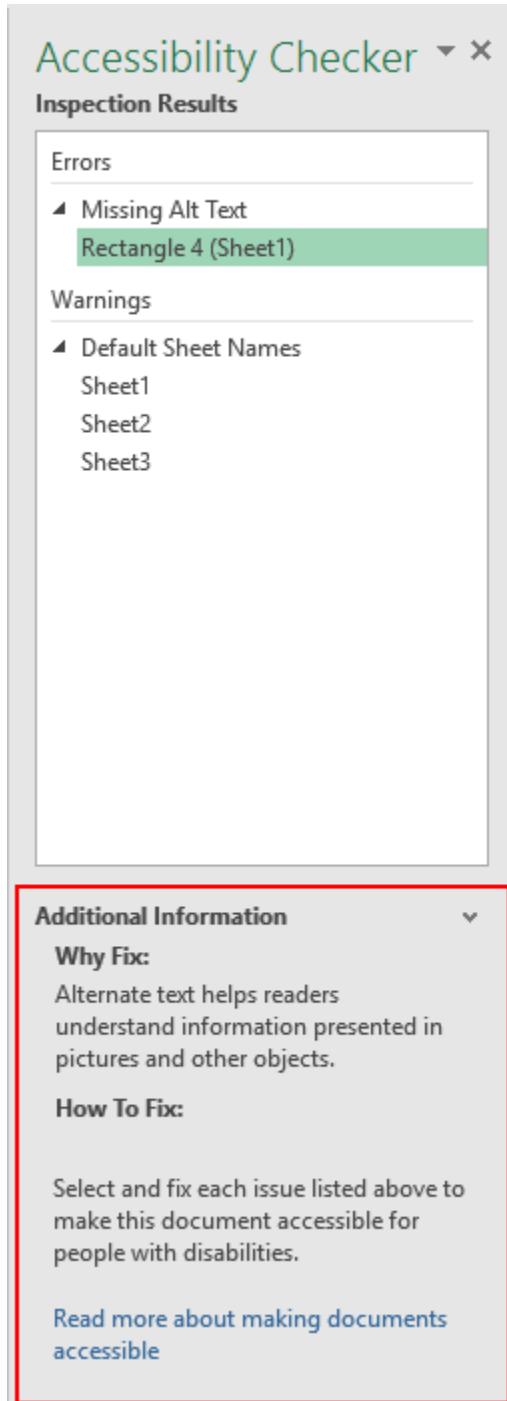 Accessibility Checker
Inspection Results
Errors
Missing Alt Text
Rectangle 4 (Sheet1)
Warnings
Default Sheet Names
Sheet1
Sheet2
Sheet3
Additional Information
Why Fix:
Alternate text helps readers
understand information presented in
pictures and other objects.
How To Fix:
Select and fix each issue listed above to
make this document accessible for
people with disabilities.
Read more about making documents
accessible